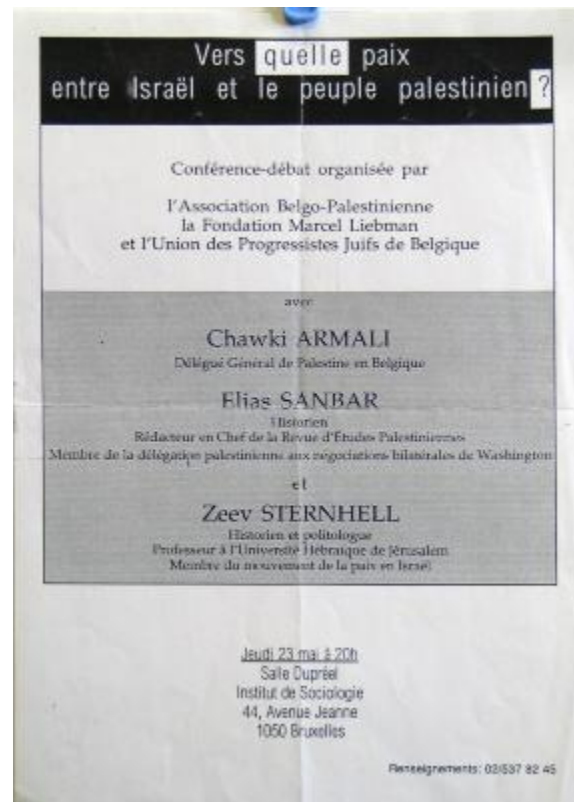 Vers quelle paix
entre Israël et le peuple palestinien ?
Conférence-débat organisée par
l'Association Belgo-Palestinienne
la Fondation Marcel Liebman
et l'Union des Progressistes Juifs de Belgique
avec
Chawki ARMALI
Délégué Général de Palestine en Belgique
Elias SANBAR
Historien
Rédacteur en Chef de la Revue d'Etudes Palestiniennes
Membre de la délégation palestinienne aux négociations bilatérales de Washington
et
Zeev STERNHELL
Historien et politologue
Professeur à l'Université Hébraïque de Jérusalem
Membre du mouvement de la paix en Israël
Jeudi 23 mai à 20h
Salle Dupréel
Institut de Sociologie
44, Avenue Jeanne
1050 Bruxelles
Renseignements: 02/537 82 45